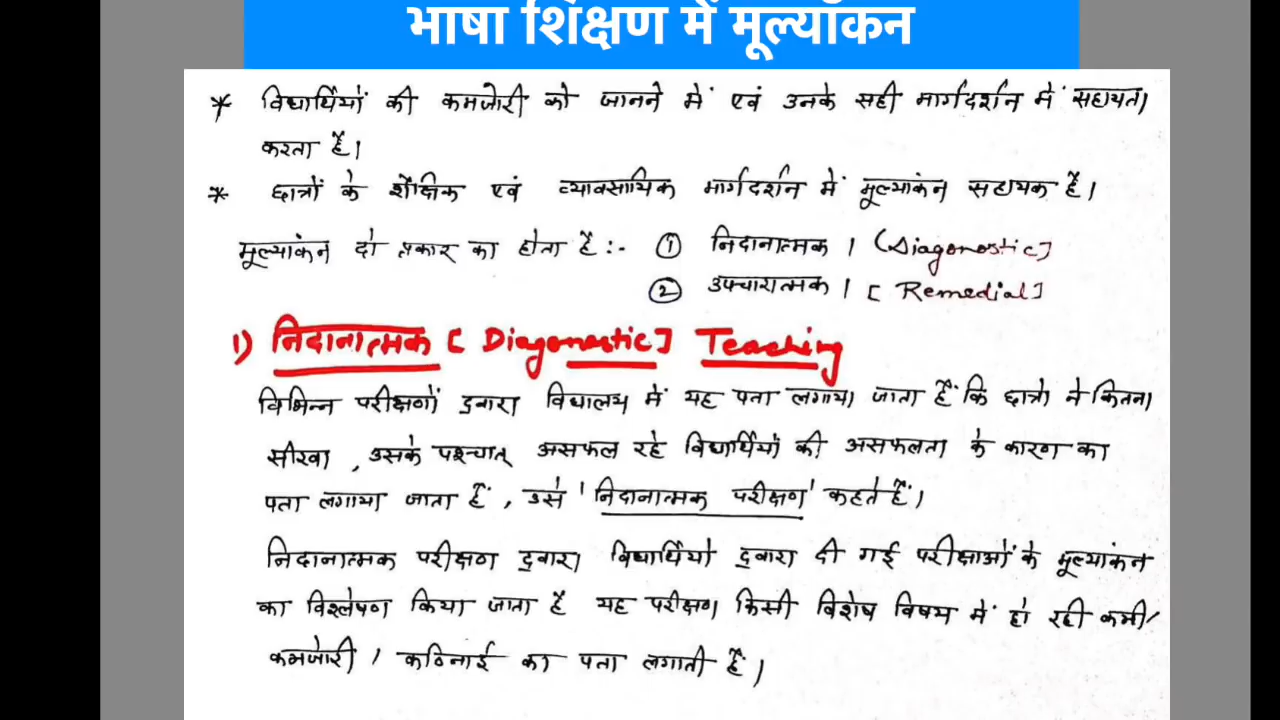 भाषा शिक्षण में मूल्यांकन
* विद्यार्थियों की कमजोरी को जानने में एवं उनके सही मार्गदर्शन में सहायता
करता है।
* छात्रों के शैक्षिक एवं व्यावसायिक मार्गदर्शन में मूल्यांकन सहायक है।
मूल्यांकन दो प्रकार का होता है:- ① निदानात्मक। (Diagonostic]
② उपचारात्मक। [Remedial]
1) निदानात्मक [Diagonostic] Teaching
विभिन्न परीक्षणों द्वारा विद्यालय में यह पता लगाया जाता है कि छात्रों ने कितना
सीखा, उसके पश्चात् असफल रहे विद्यार्थियों की असफलता के कारण का
पता लगाया जाता है, उसे 'निदानात्मक परीक्षण' कहते हैं।
निदानात्मक परीक्षण द्वारा विद्यार्थियों द्वारा दी गई परीक्षाओं के मूल्यांकन
का विश्लेषण किया जाता है यह परीक्षण किसी विशेष विषय में हो रही कमी/
कमजोरी / कठिनाई का पता लगाती है।